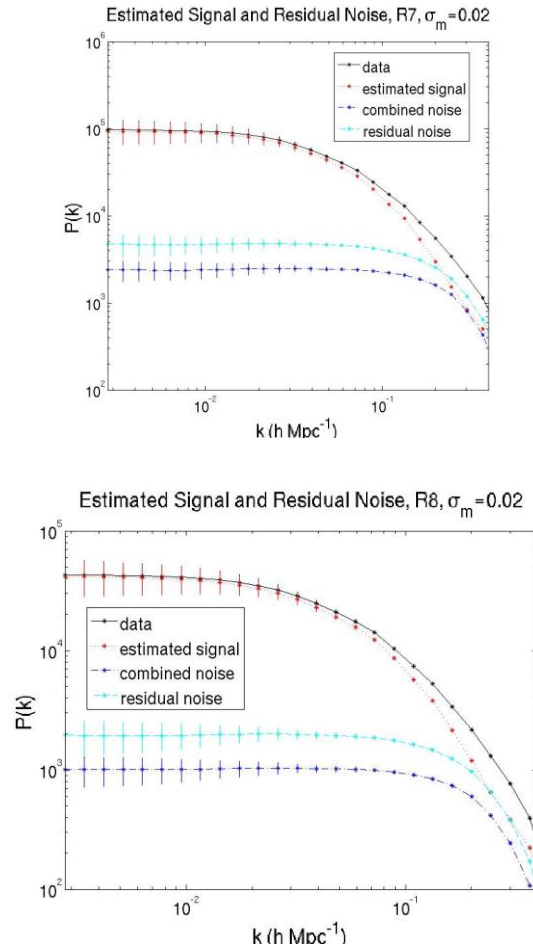 Estimated Signal and Residual Noise, R7, σ_m=0.02
10^6
data
estimated signal
combined noise
residual noise
10^5
P(k)
10^4
10^3
10^2
10^-2
10^-1
k (h Mpc^-1)
Estimated Signal and Residual Noise, R8, σ_m=0.02
10^5
data
estimated signal
combined noise
residual noise
10^4
P(k)
10^3
10^2
10^-2
10^-1
k (h Mpc^-1)